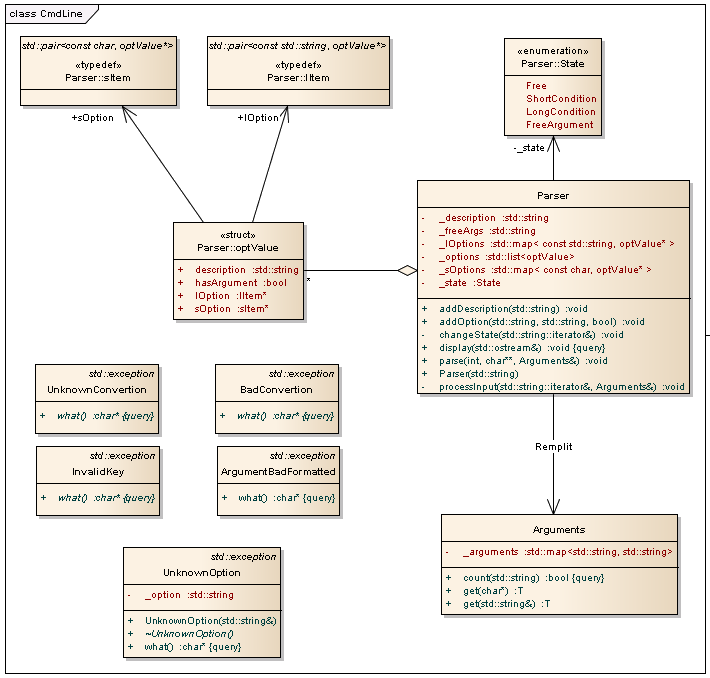 class CmdLine
std::pair<const char, optValue*>
«typedef»
Parser::sItem
std::pair<const std::string, optValue*>
«typedef»
Parser::lItem
«enumeration»
Parser::State
Free
ShortCondition
LongCondition
FreeArgument
+sOption
+lOption
-_state
«struct»
Parser::optValue
+ description :std::string
+ hasArgument :bool
+ lOption :lItem*
+ sOption :sItem*
*
Parser
- _description :std::string
- _freeArgs :std::string
- _lOptions :std::map< const std::string, optValue* >
- _options :std::list<optValue>
- _sOptions :std::map< const char, optValue* >
- _state :State
+ addDescription(std::string) :void
+ addOption(std::string, std::string, bool) :void
- changeState(std::string::iterator&) :void
+ display(std::ostream&) :void {query}
+ parse(int, char**, Arguments&) :void
+ Parser(std::string)
- processInput(std::string::iterator&, Arguments&) :void
std::exception
UnknownConvertion
+ what() :char* {query}
std::exception
BadConvertion
+ what() :char* {query}
std::exception
InvalidKey
+ what() :char* {query}
std::exception
ArgumentBadFormatted
+ what() :char* {query}
Remplit
Arguments
- _arguments :std::map<std::string, std::string>
+ count(std::string) :bool {query}
+ get(char*) :T
+ get(std::string&) :T
std::exception
UnknownOption
- _option :std::string
+ UnknownOption(std::string&)
+ ~UnknownOption()
+ what() :char* {query}